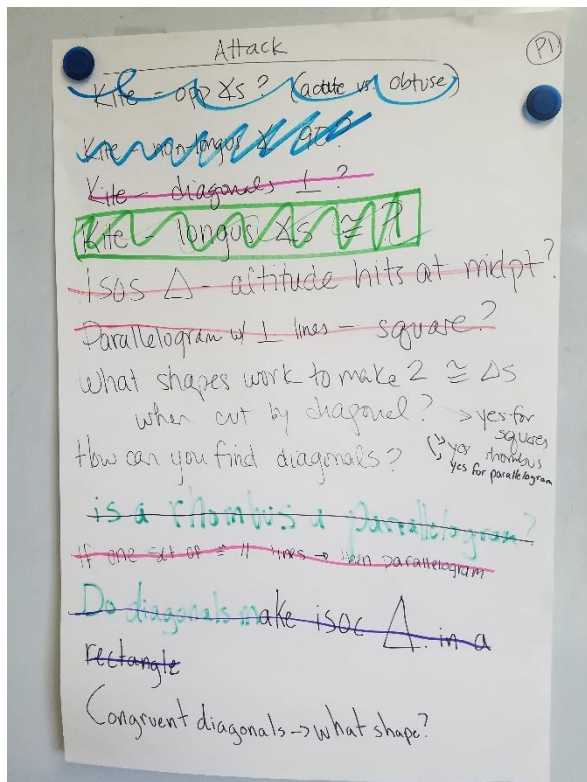 Attack
P1
Kite - opp ∡s? (acute vs. obtuse)
Kite non-longus ∡ 90?
Kite - diagonals ⊥ ?
Kite - longus ∡s ≅ ?
isos △ - altitude hits at midpt?
Parallelogram w/ ⊥ lines - square?
What shapes work to make 2 ≅ △s
when cut by diagonal? → yes for
squares
How can you find diagonals?
yes rhombus
yes for parallelogram
is a rhombus a parallelogram?
If one set of = // lines → then parallelogram
Do diagonals make isoc △ in a
rectangle
Congruent diagonals → what shape?